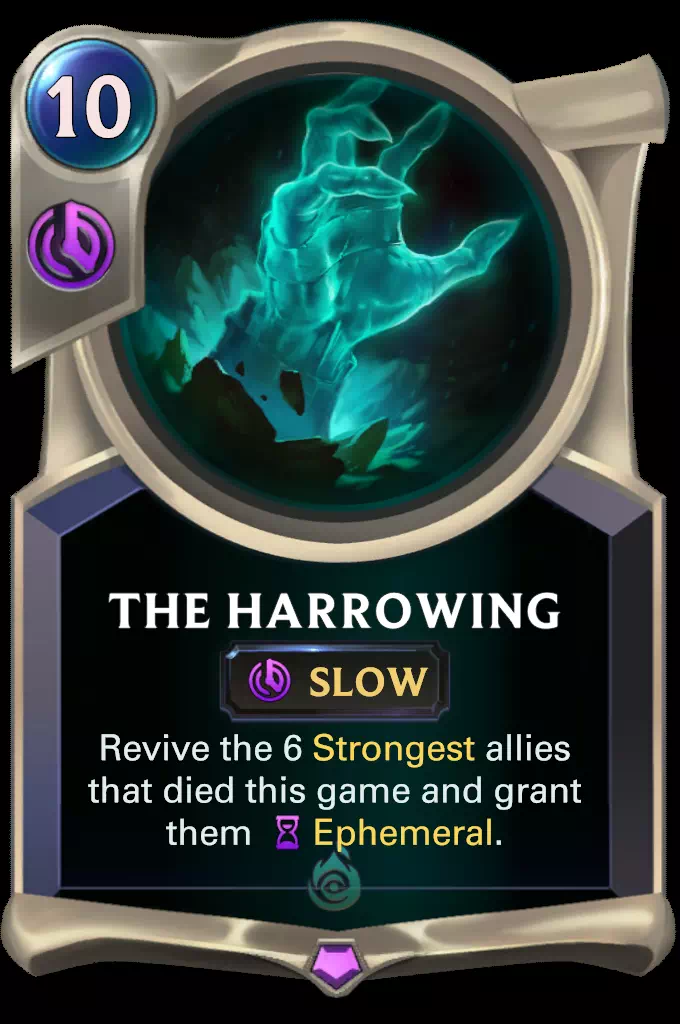 10
THE HARROWING
SLOW
Revive the 6 Strongest allies
that died this game and grant
them Ephemeral.